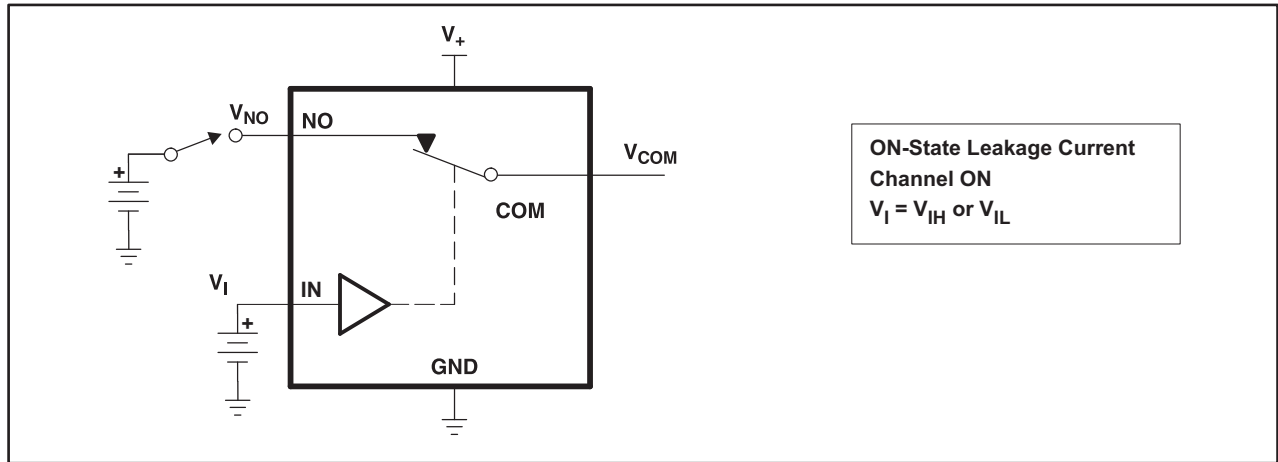 V+
VNO
NO
+
VCOM
COM
VI
IN
+
GND
ON-State Leakage Current
Channel ON
VI = VIH or VIL